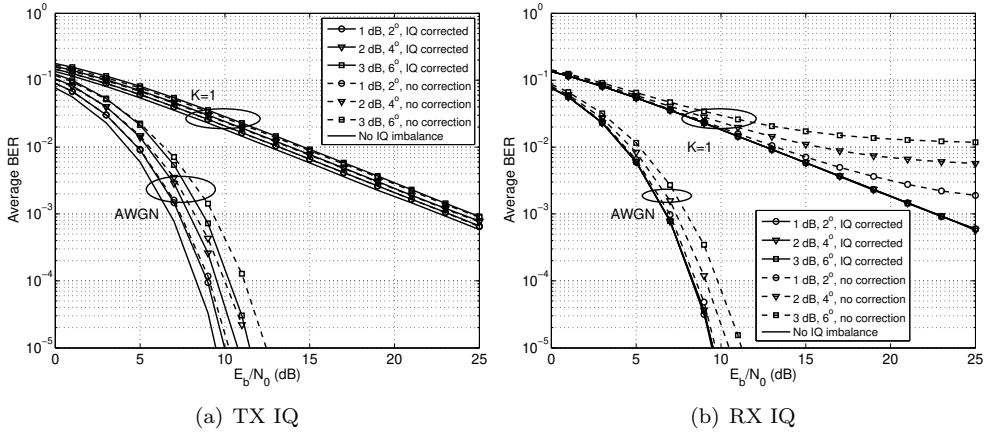 10^0
10^-1
10^-2
10^-3
10^-4
10^-5
Average BER
0 5 10 15 20 25
E_b/N_0 (dB)
1 dB, 2^o, IQ corrected
2 dB, 4^o, IQ corrected
3 dB, 6^o, IQ corrected
1 dB, 2^o, no correction
2 dB, 4^o, no correction
3 dB, 6^o, no correction
No IQ imbalance
K=1
AWGN
(a) TX IQ
10^0
10^-1
10^-2
10^-3
10^-4
10^-5
Average BER
0 5 10 15 20 25
E_b/N_0 (dB)
K=1
AWGN
1 dB, 2^o, IQ corrected
2 dB, 4^o, IQ corrected
3 dB, 6^o, IQ corrected
1 dB, 2^o, no correction
2 dB, 4^o, no correction
3 dB, 6^o, no correction
No IQ imbalance
(b) RX IQ